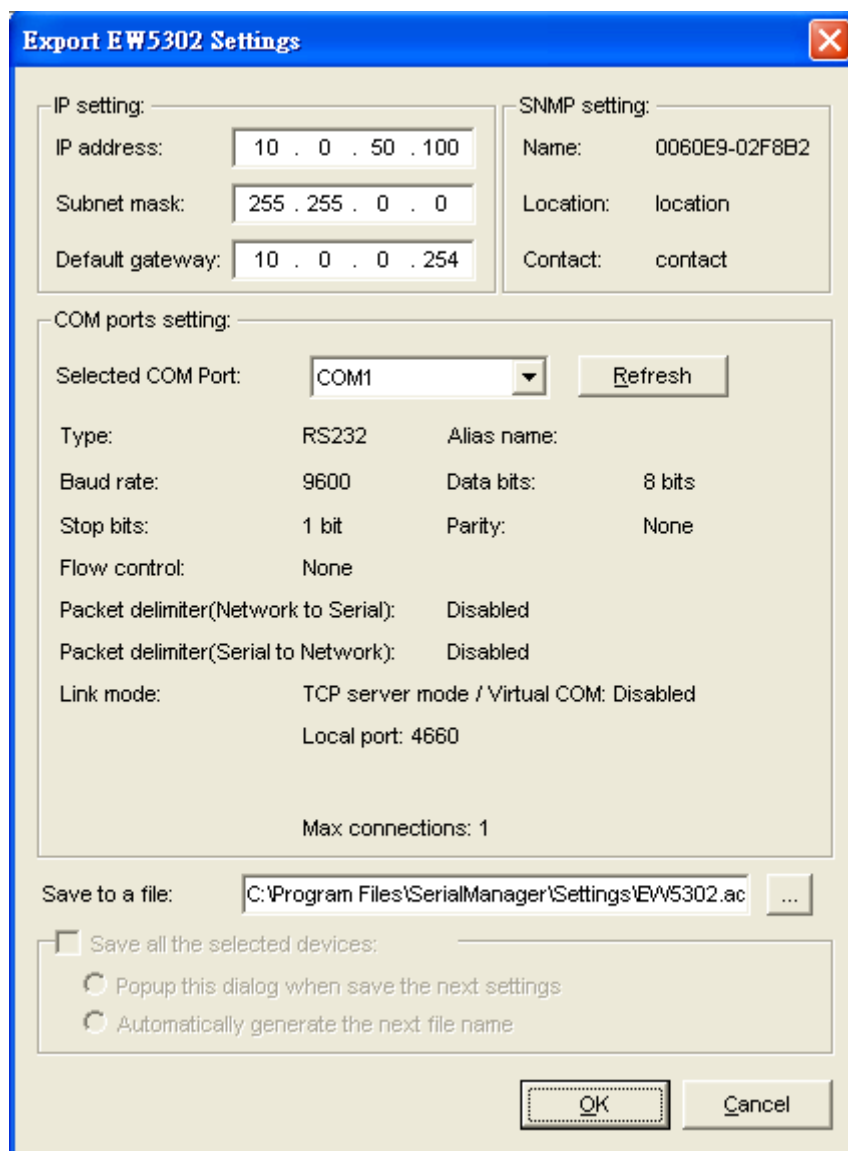 Export EW5302 Settings
IP setting:
IP address: 10 . 0 . 50 . 100
Subnet mask: 255 . 255 . 0 . 0
Default gateway: 10 . 0 . 0 . 254
SNMP setting:
Name: 0060E9-02F8B2
Location: location
Contact: contact
COM ports setting:
Selected COM Port: COM1 Refresh
Type: RS232 Alias name:
Baud rate: 9600 Data bits: 8 bits
Stop bits: 1 bit Parity: None
Flow control: None
Packet delimiter(Network to Serial): Disabled
Packet delimiter(Serial to Network): Disabled
Link mode: TCP server mode / Virtual COM: Disabled
Local port: 4660
Max connections: 1
Save to a file: C:\Program Files\SerialManager\Settings\EW5302.ac ...
Save all the selected devices:
Popup this dialog when save the next settings
Automatically generate the next file name
OK Cancel